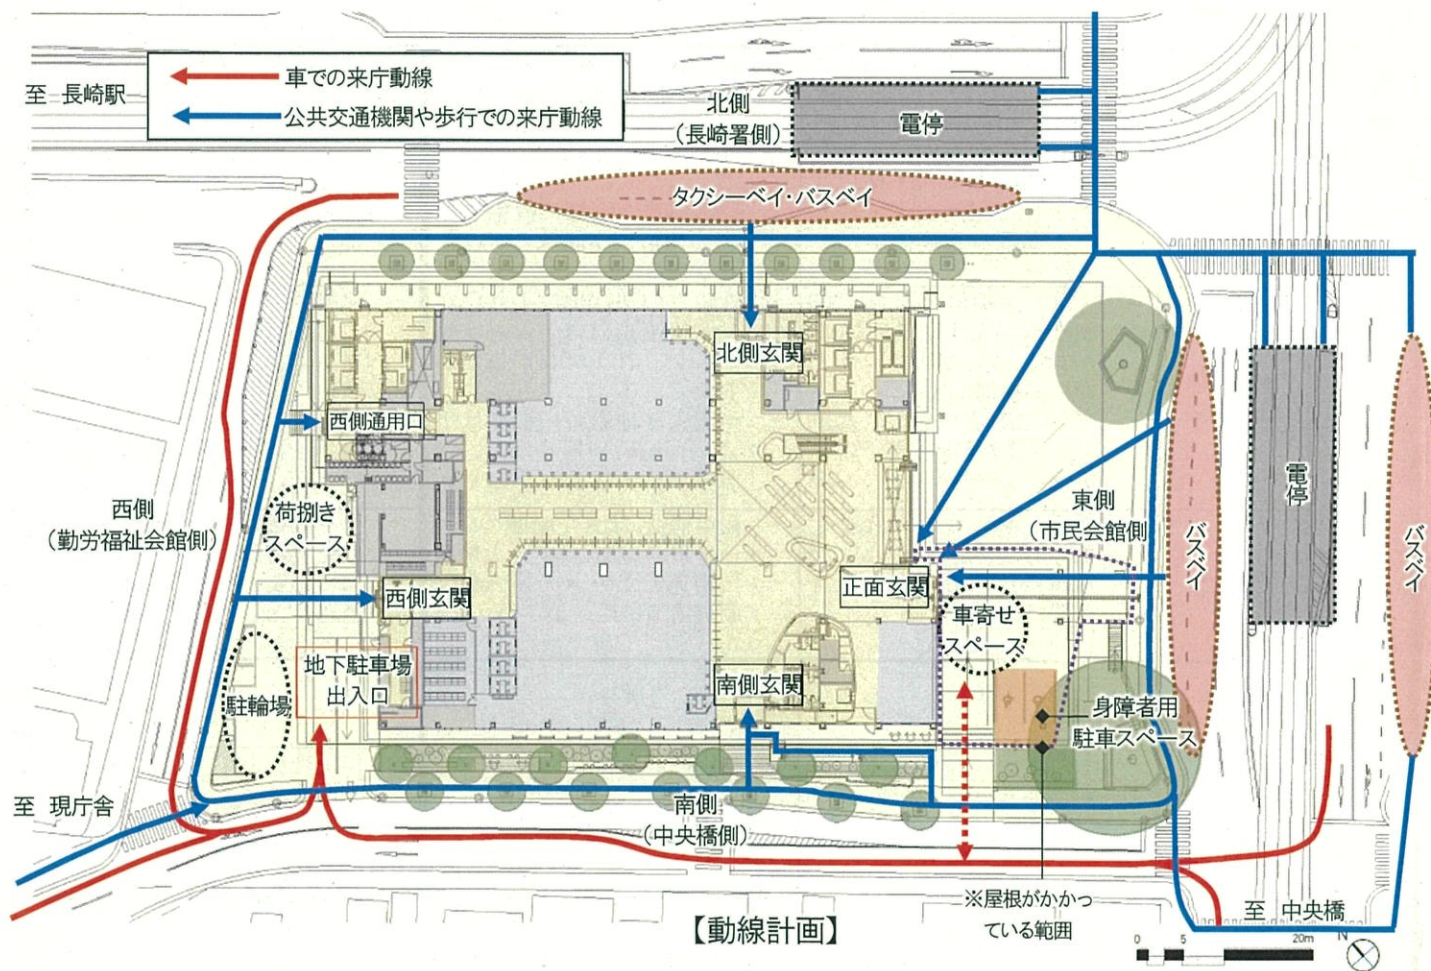 至 長崎駅
車での来庁動線
公共交通機関や歩行での来庁動線
北側
(長崎署側)
電停
タクシーベイ・バスベイ
北側玄関
西側通用口
荷捌き
スペース
西側
(勤労福祉会館側)
西側玄関
正面玄関
東側
(市民会館側)
バスベイ
電停
バスベイ
車寄せ
スペース
地下駐車場
出入口
駐輪場
南側玄関
身障者用
駐車スペース
至 現庁舎
南側
(中央橋側)
※屋根がかかっ
ている範囲
至 中央橋
【動線計画】
0 5 20m
N